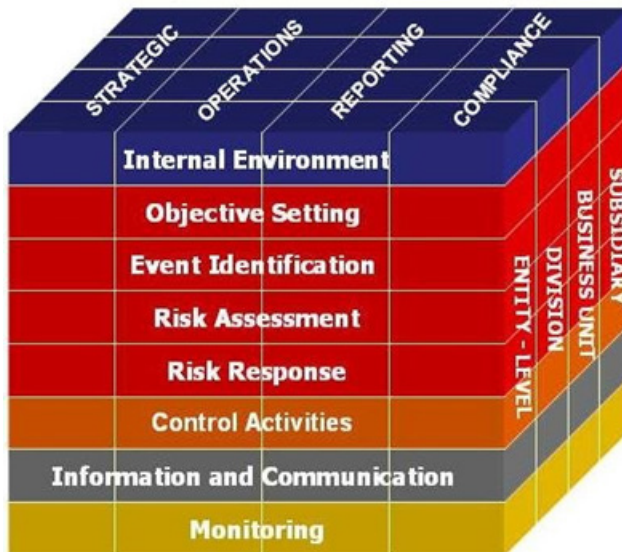 STRATEGIC
OPERATIONS
REPORTING
COMPLIANCE
Internal Environment
Objective Setting
Event Identification
Risk Assessment
Risk Response
Control Activities
Information and Communication
Monitoring
ENTITY - LEVEL
DIVISION
BUSINESS UNIT
SUBSIDIARY